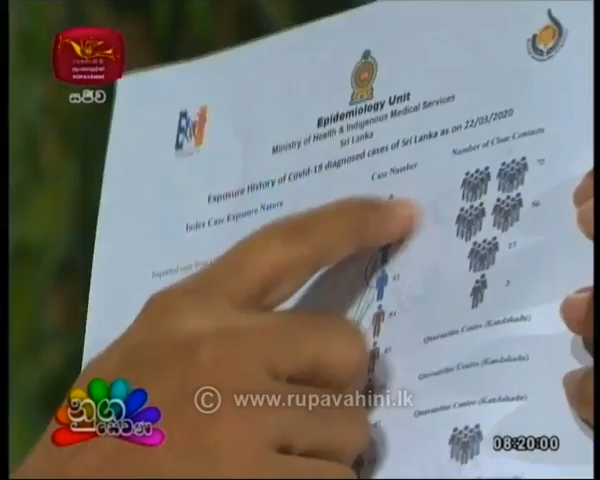 RUPAVAHINI
සජීව
Epidemiology Unit
Ministry of Health & Indigenous Medical Services
Sri Lanka
Exposure History of Covid-19 diagnosed cases of Sri Lanka as on 22/03/2020
Index Case Exposure Nature
Case Number
Number of Close Contacts
Quarantine Centre (Kandakadu)
Quarantine Centre (Kandakadu)
Quarantine Centre (Kandakadu)
© www.rupavahini.lk
නුග
සෙවණ
08:20:00